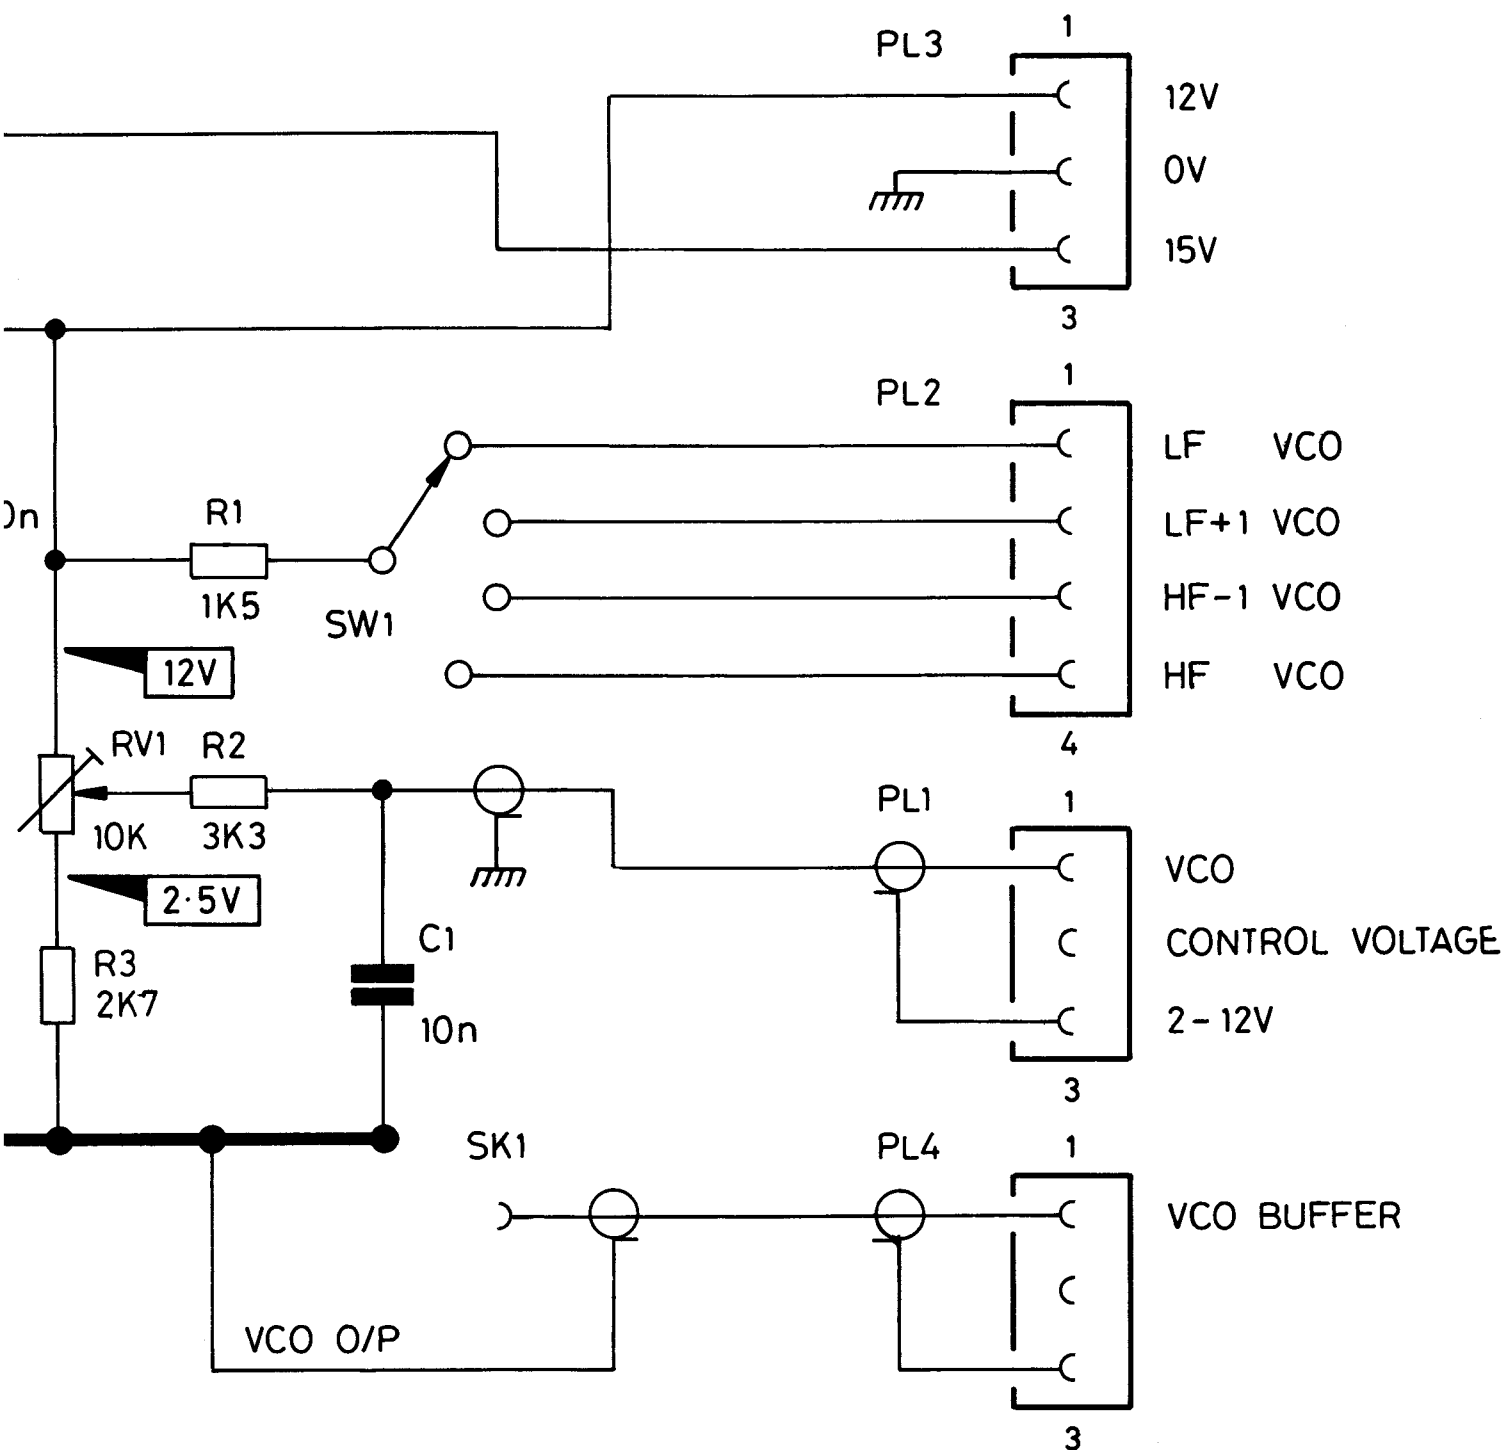 PL3
1
12V
0V
15V
3
PL2
1
LF VCO
LF+1 VCO
HF-1 VCO
HF VCO
4
0n
R1
1K5
SW1
12V
RV1
10K
R2
3K3
2·5V
R3
2K7
C1
10n
PL1
1
VCO
CONTROL VOLTAGE
2-12V
3
SK1
PL4
1
VCO BUFFER
VCO O/P
3